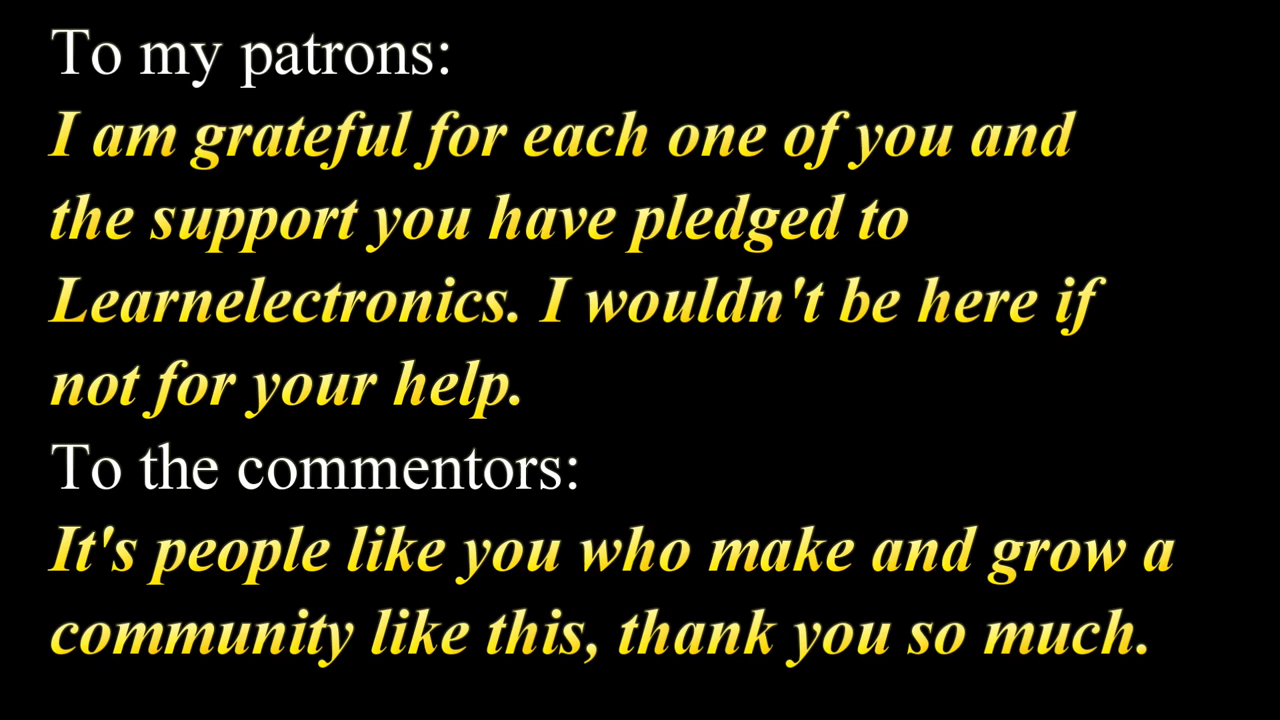 To my patrons:
I am grateful for each one of you and
the support you have pledged to
Learnelectronics. I wouldn't be here if
not for your help.
To the commentors:
It's people like you who make and grow a
community like this, thank you so much.